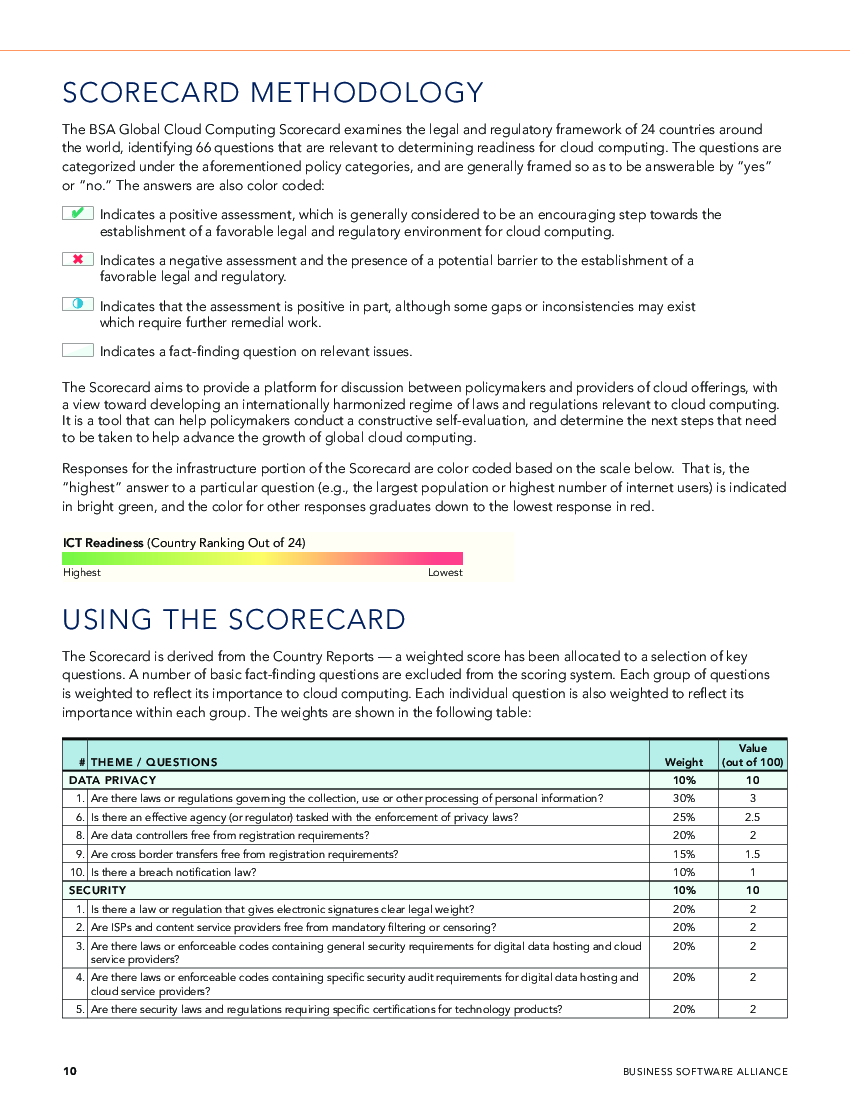 SCORECARD METHODOLOGY
The BSA Global Cloud Computing Scorecard examines the legal and regulatory framework of 24 countries around
the world, identifying 66 questions that are relevant to determining readiness for cloud computing. The questions are
categorized under the aforementioned policy categories, and are generally framed so as to be answerable by “yes”
or “no.” The answers are also color coded:
✔ Indicates a positive assessment, which is generally considered to be an encouraging step towards the
establishment of a favorable legal and regulatory environment for cloud computing.
✖ Indicates a negative assessment and the presence of a potential barrier to the establishment of a
favorable legal and regulatory.
Indicates that the assessment is positive in part, although some gaps or inconsistencies may exist
which require further remedial work.
Indicates a fact-finding question on relevant issues.
The Scorecard aims to provide a platform for discussion between policymakers and providers of cloud offerings, with
a view toward developing an internationally harmonized regime of laws and regulations relevant to cloud computing.
It is a tool that can help policymakers conduct a constructive self-evaluation, and determine the next steps that need
to be taken to help advance the growth of global cloud computing.
Responses for the infrastructure portion of the Scorecard are color coded based on the scale below. That is, the
“highest” answer to a particular question (e.g., the largest population or highest number of internet users) is indicated
in bright green, and the color for other responses graduates down to the lowest response in red.
ICT Readiness (Country Ranking Out of 24)
Highest Lowest
USING THE SCORECARD
The Scorecard is derived from the Country Reports — a weighted score has been allocated to a selection of key
questions. A number of basic fact-finding questions are excluded from the scoring system. Each group of questions
is weighted to reflect its importance to cloud computing. Each individual question is also weighted to reflect its
importance within each group. The weights are shown in the following table:
# THEME / QUESTIONS Weight Value (out of 100)
DATA PRIVACY 10% 10
1. Are there laws or regulations governing the collection, use or other processing of personal information? 30% 3
6. Is there an effective agency (or regulator) tasked with the enforcement of privacy laws? 25% 2.5
8. Are data controllers free from registration requirements? 20% 2
9. Are cross border transfers free from registration requirements? 15% 1.5
10. Is there a breach notification law? 10% 1
SECURITY 10% 10
1. Is there a law or regulation that gives electronic signatures clear legal weight? 20% 2
2. Are ISPs and content service providers free from mandatory filtering or censoring? 20% 2
3. Are there laws or enforceable codes containing general security requirements for digital data hosting and cloud 20% 2
service providers?
4. Are there laws or enforceable codes containing specific security audit requirements for digital data hosting and 20% 2
cloud service providers?
5. Are there security laws and regulations requiring specific certifications for technology products? 20% 2
10 BUSINESS SOFTWARE ALLIANCE